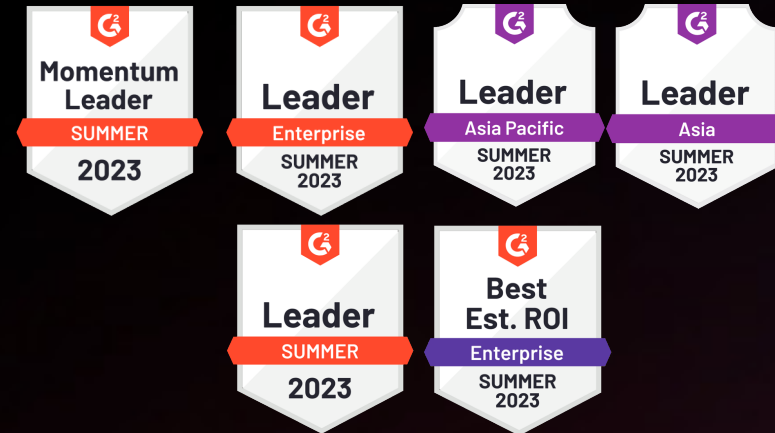 G2
Momentum
Leader
SUMMER
2023
G2
Leader
Enterprise
SUMMER
2023
G2
Leader
Asia Pacific
SUMMER
2023
G2
Leader
Asia
SUMMER
2023
G2
Leader
SUMMER
2023
G2
Best
Est. ROI
Enterprise
SUMMER
2023